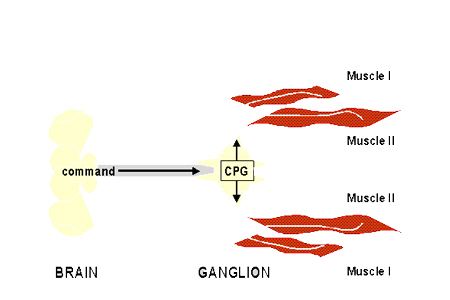 Muscle I
Muscle II
command
CPG
Muscle II
BRAIN
GANGLION
Muscle I